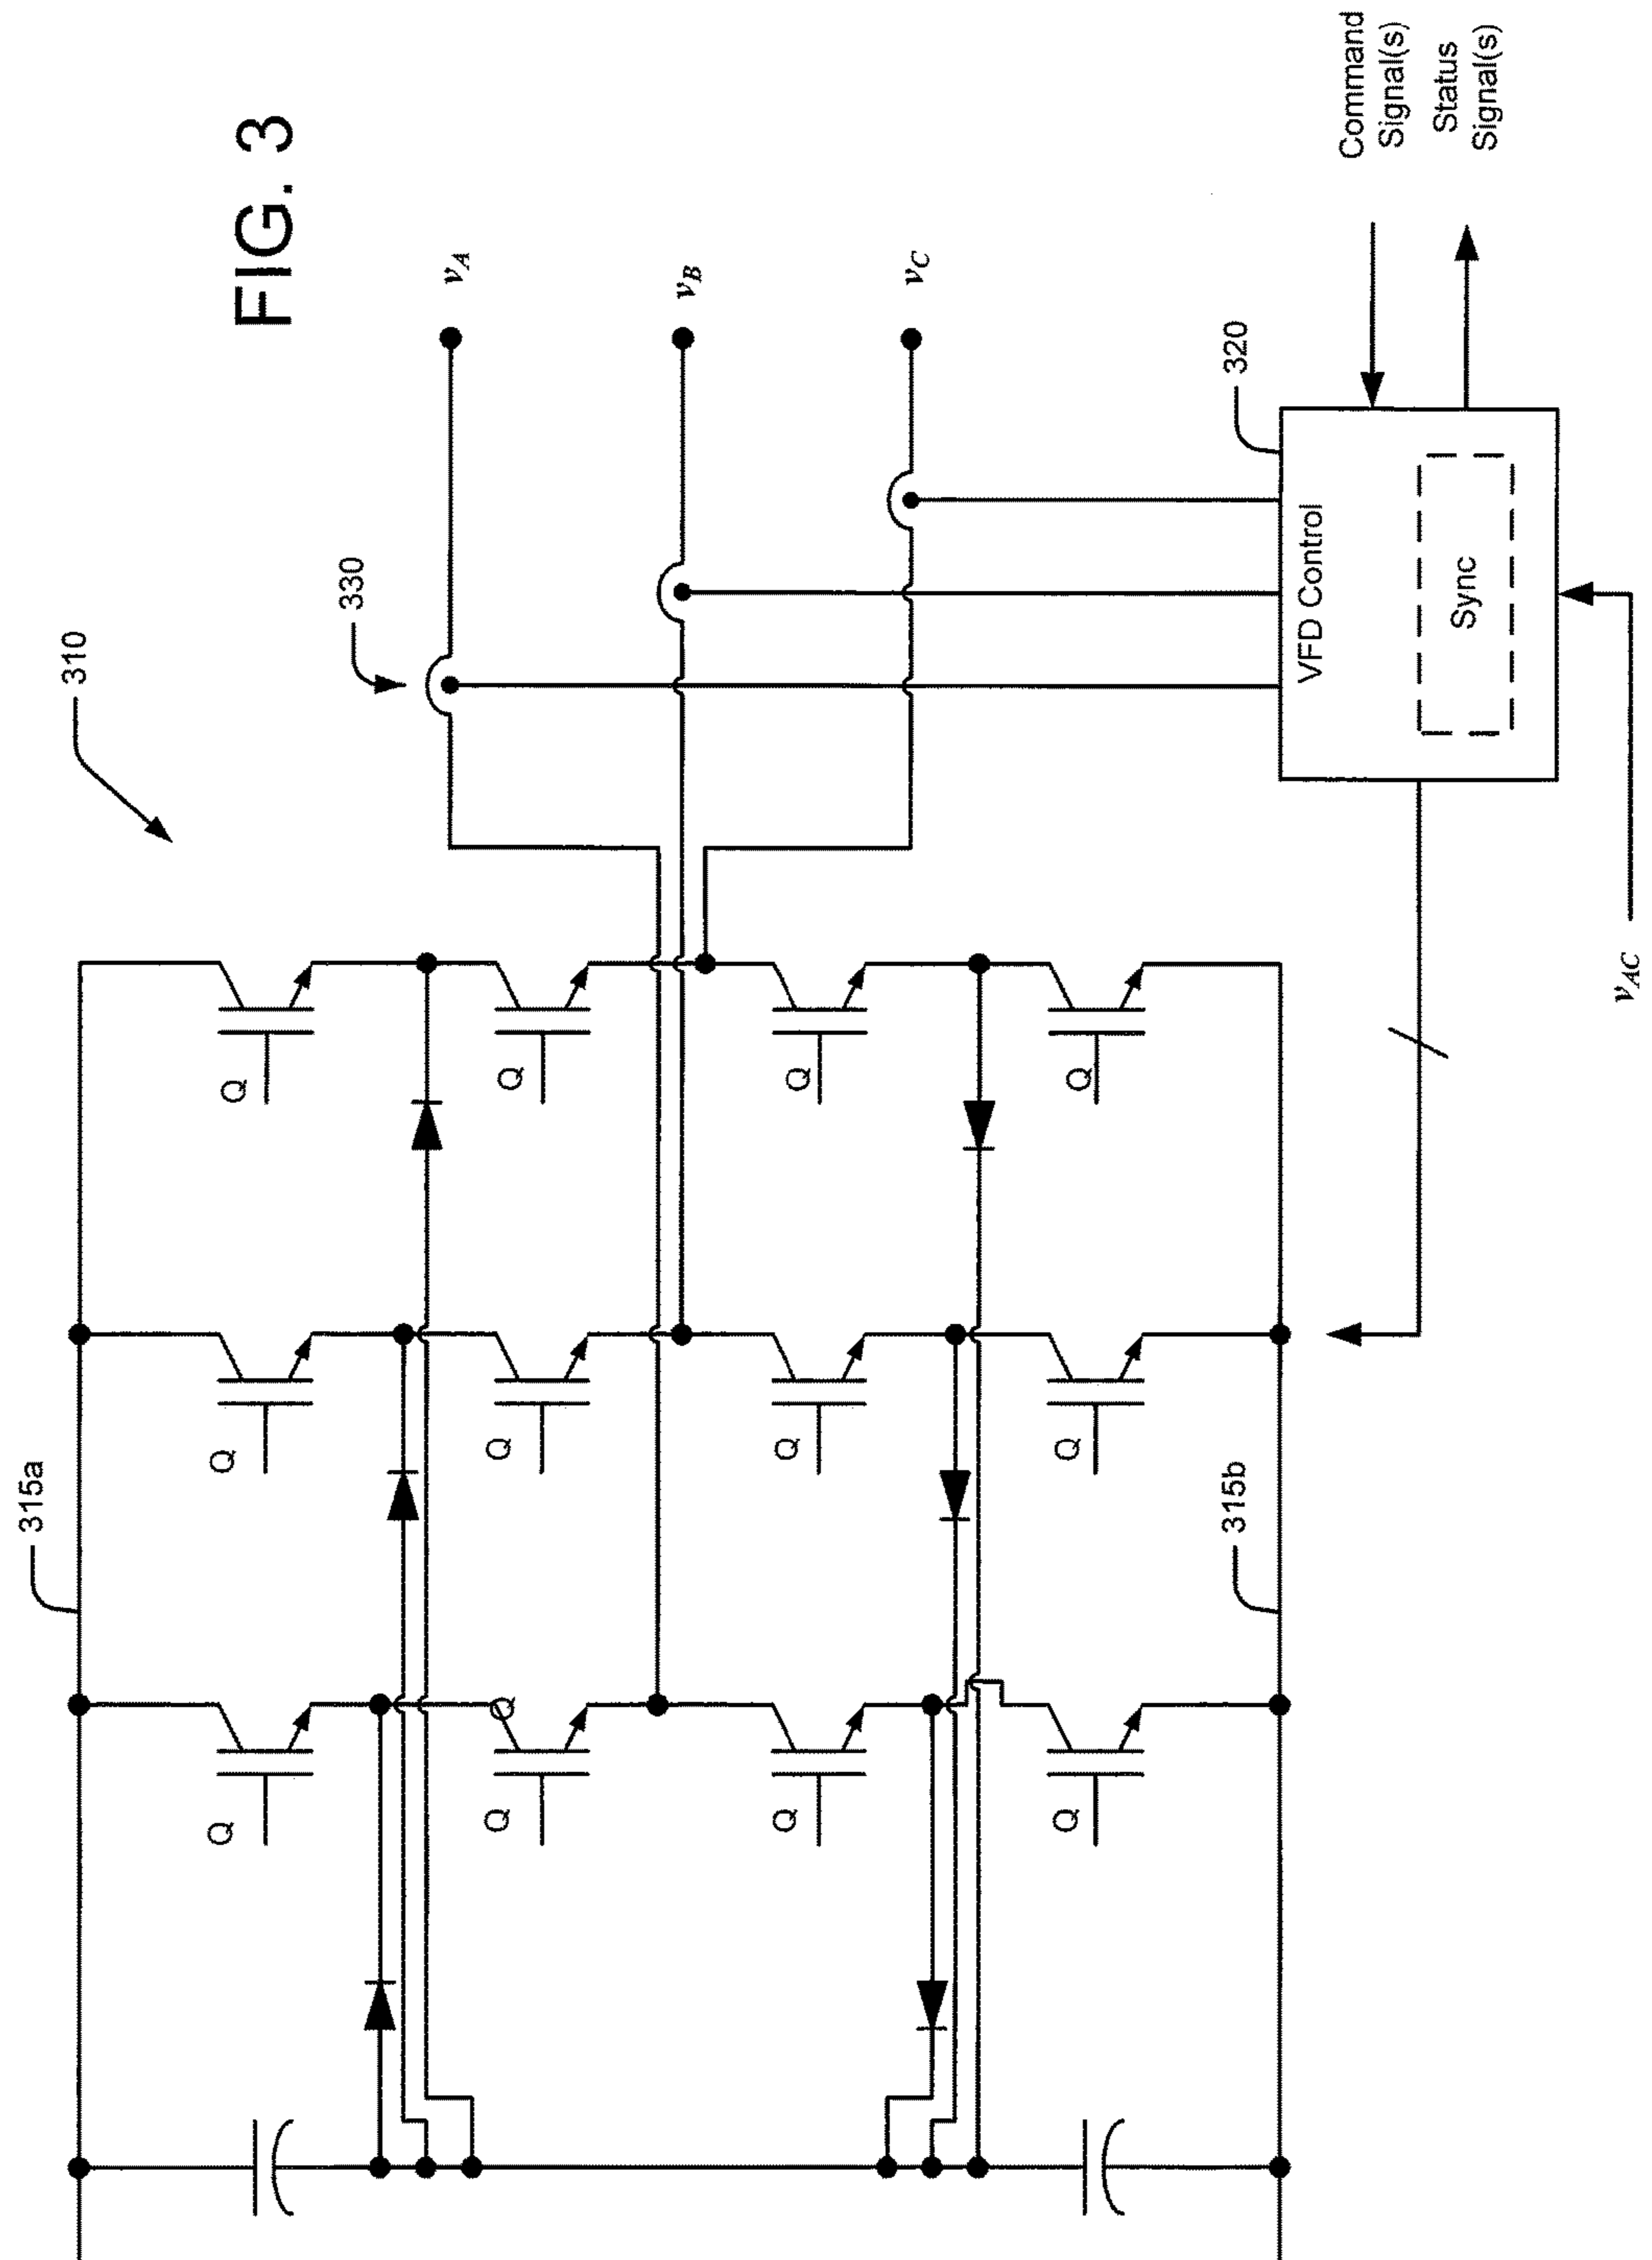 315a
310
Q
Q
Q
FIG. 3
330
v_A
Q
Q
Q
Q
v_B
Q
Q
Q
v_C
Q
Q
Q
315b
320
VFD Control
Sync
Command
Signal(s)
Status
Signal(s)
v_AC